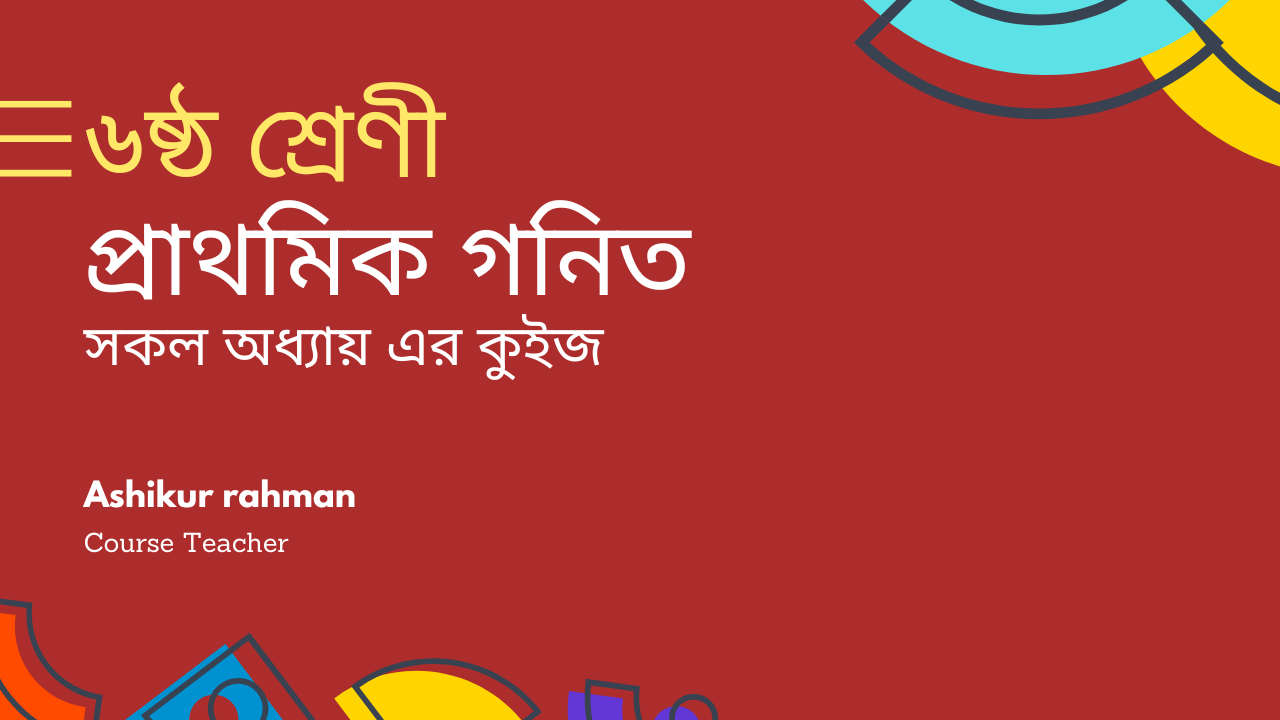 ৬ষ্ঠ শ্রেণী
প্রাথমিক গনিত
সকল অধ্যায় এর কুইজ
Ashikur rahman
Course Teacher